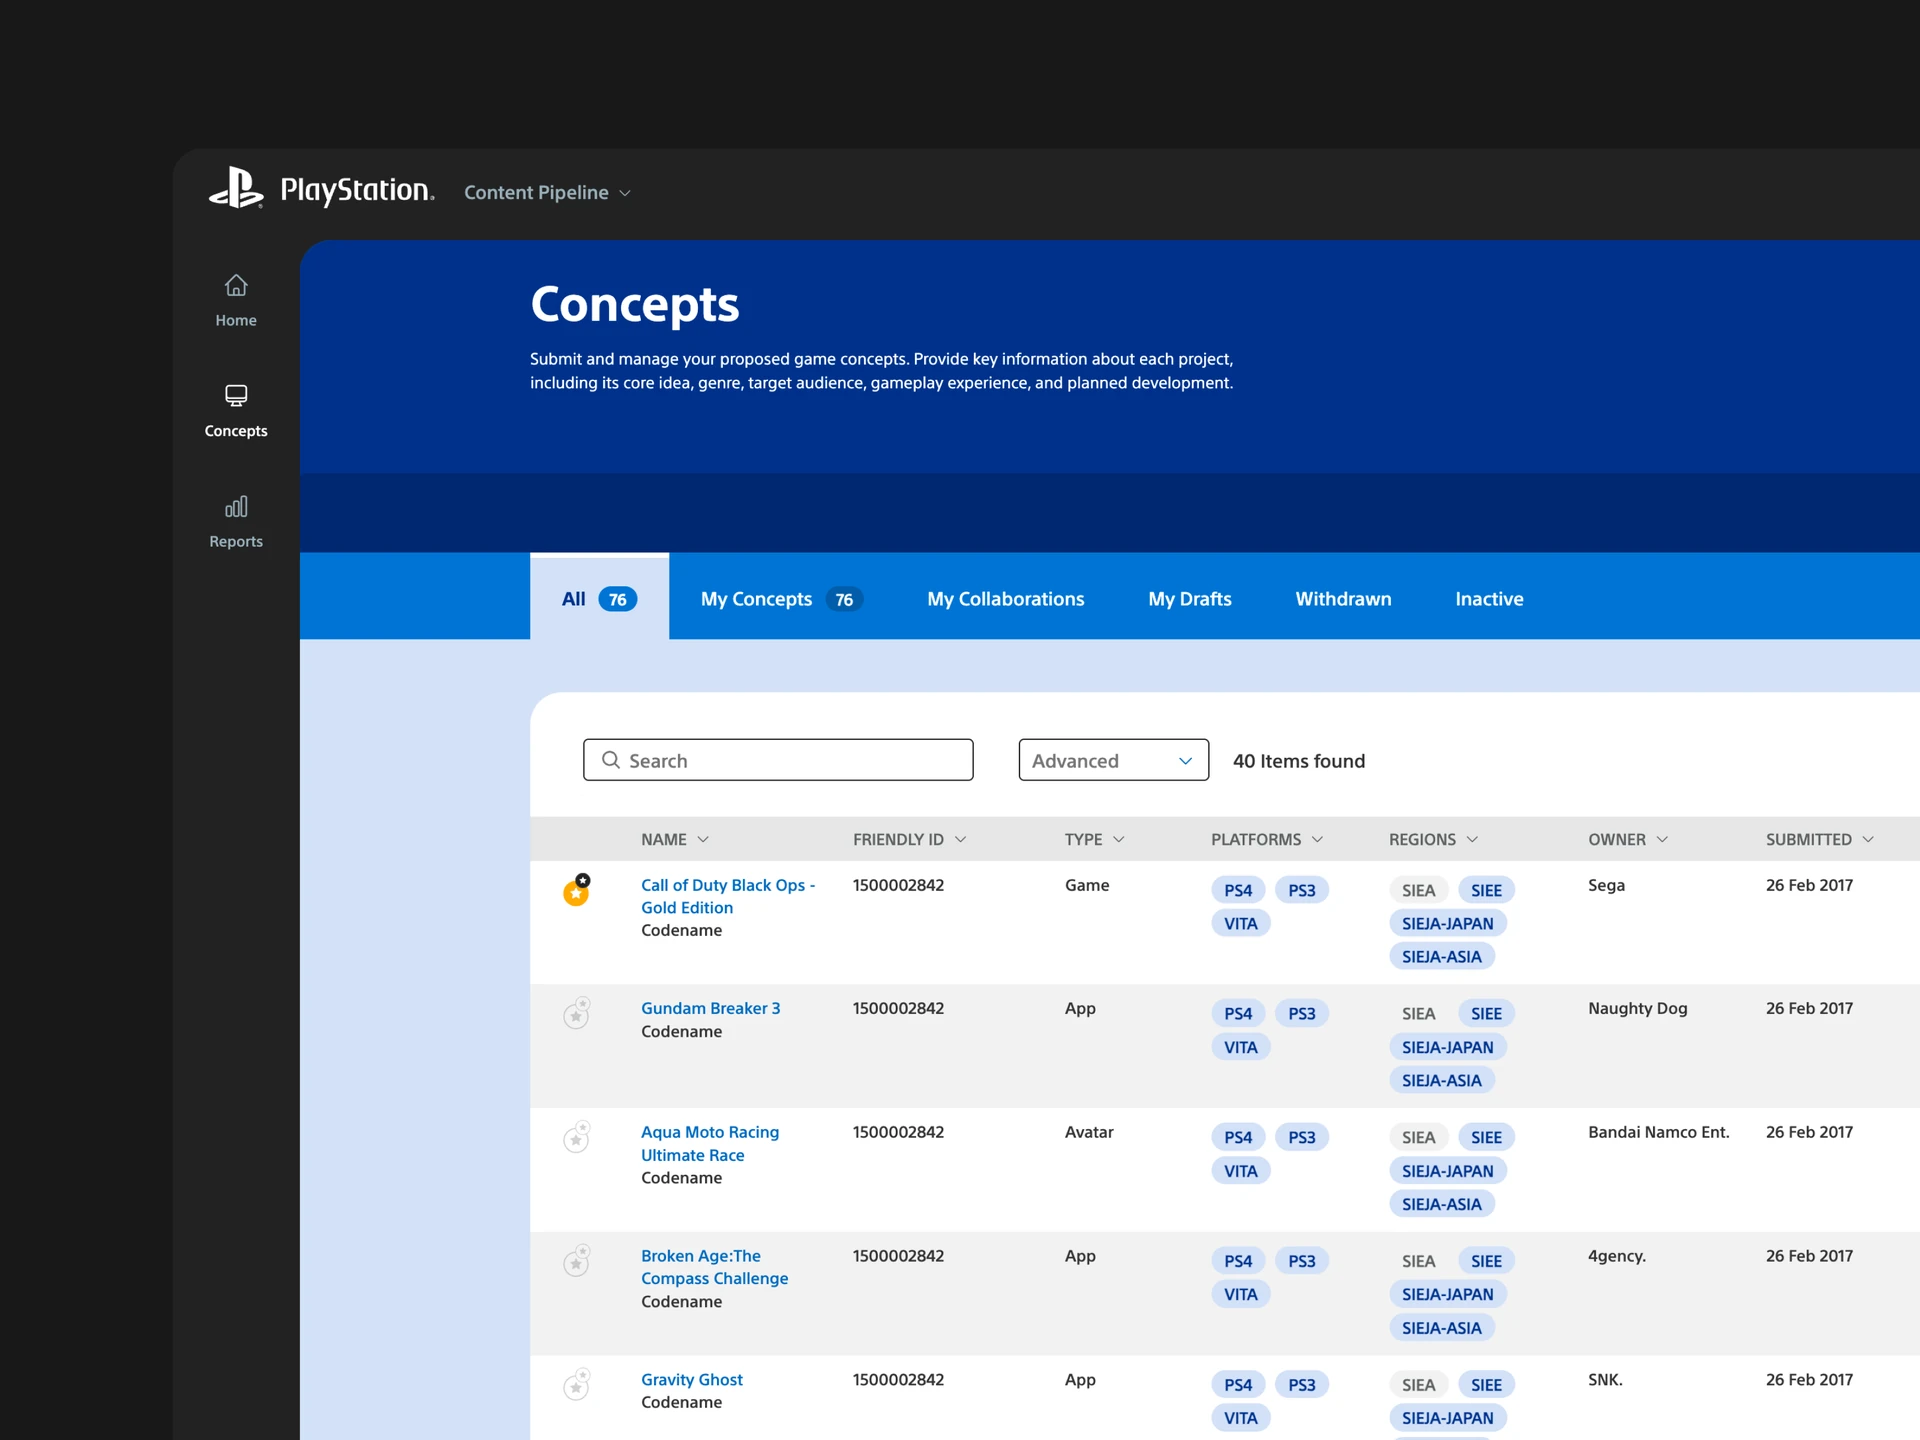 PlayStation
Content Pipeline
Home
Concepts
Reports
Concepts
Submit and manage your proposed game concepts. Provide key information about each project,
including its core idea, genre, target audience, gameplay experience, and planned development.
All 76 My Concepts 76 My Collaborations My Drafts Withdrawn Inactive
Search Advanced 40 Items found
NAME FRIENDLY ID TYPE PLATFORMS REGIONS OWNER SUBMITTED
Call of Duty Black Ops - 1500002842 Game PS4 PS3 SIEA SIEE Sega 26 Feb 2017
Gold Edition VITA SIEJA-JAPAN
Codename SIEJA-ASIA
Gundam Breaker 3 1500002842 App PS4 PS3 SIEA SIEE Naughty Dog 26 Feb 2017
Codename VITA SIEJA-JAPAN
SIEJA-ASIA
Aqua Moto Racing 1500002842 Avatar PS4 PS3 SIEA SIEE Bandai Namco Ent. 26 Feb 2017
Ultimate Race VITA SIEJA-JAPAN
Codename SIEJA-ASIA
Broken Age:The 1500002842 App PS4 PS3 SIEA SIEE 4gency. 26 Feb 2017
Compass Challenge VITA SIEJA-JAPAN
Codename SIEJA-ASIA
Gravity Ghost 1500002842 App PS4 PS3 SIEA SIEE SNK. 26 Feb 2017
Codename VITA SIEJA-JAPAN